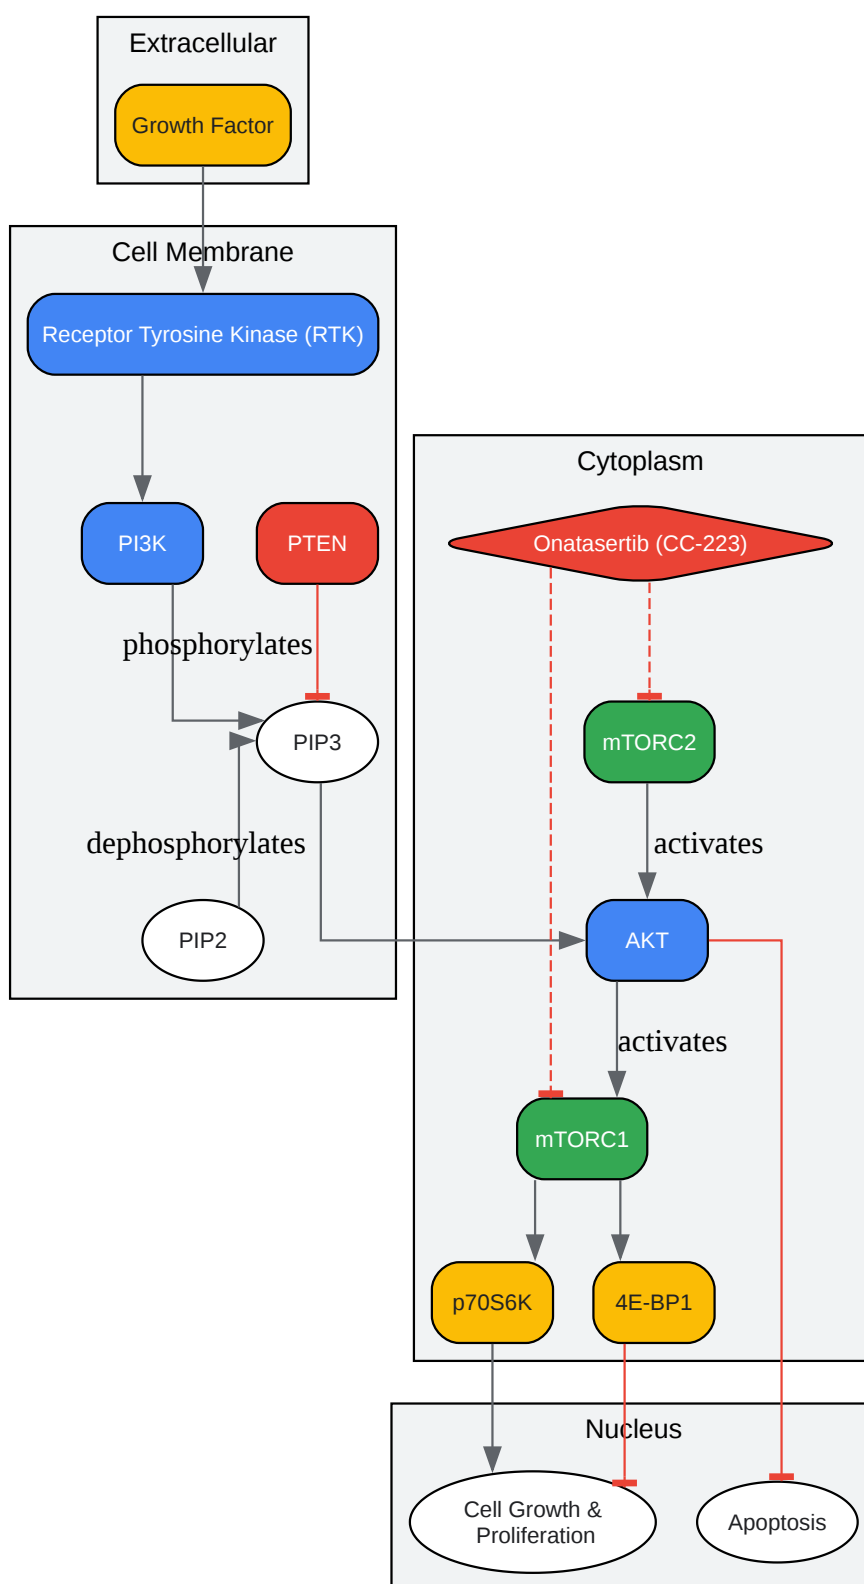 Extracellular
Growth Factor
Cell Membrane
Receptor Tyrosine Kinase (RTK)
Cytoplasm
PI3K
PTEN
Onatasertib (CC-223)
phosphorylates
PIP3
mTORC2
dephosphorylates
activates
PIP2
AKT
activates
mTORC1
p70S6K
4E-BP1
Nucleus
Cell Growth &
Proliferation
Apoptosis